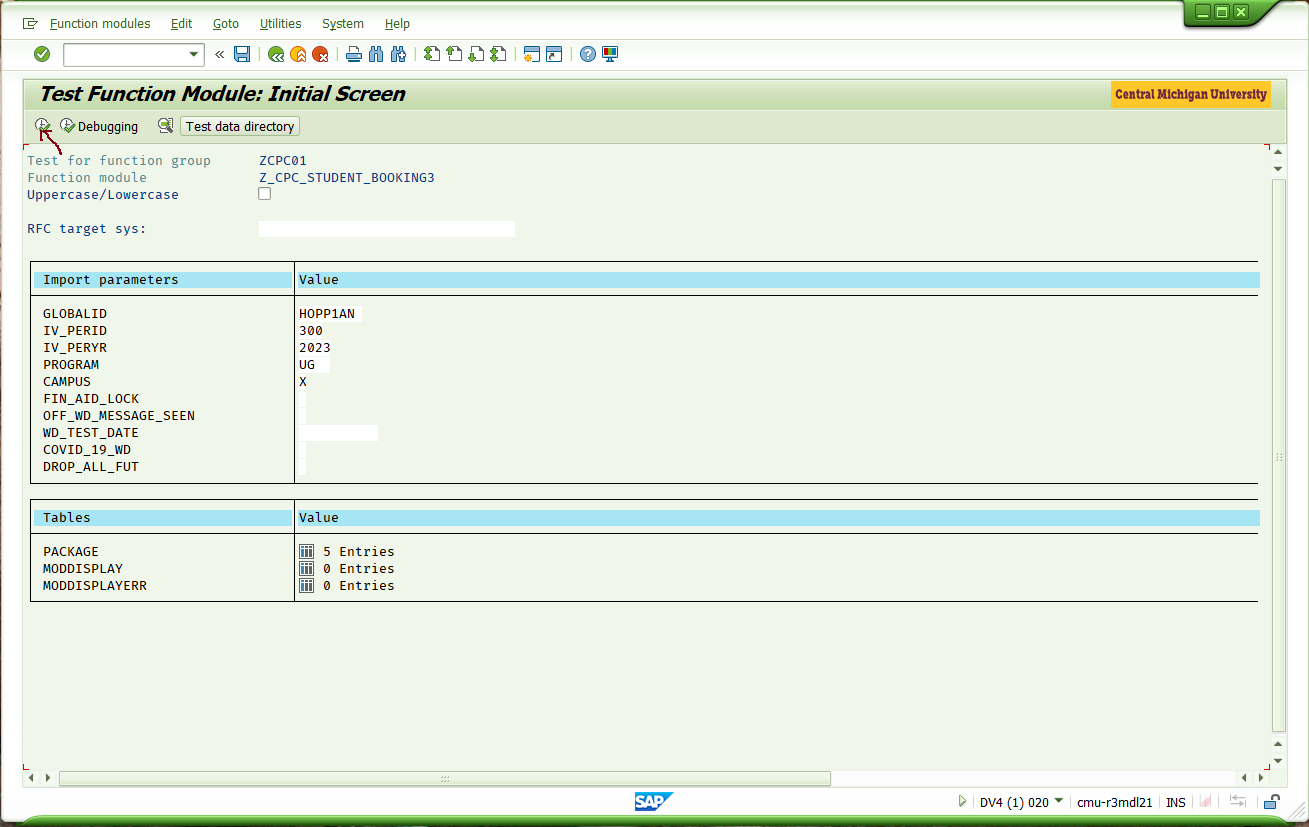 Function modules Edit Goto Utilities System Help
Test Function Module: Initial Screen
Central Michigan University
Debugging Test data directory
Test for function group ZCPC01
Function module Z_CPC_STUDENT_BOOKING3
Uppercase/Lowercase
RFC target sys:
Import parameters Value
GLOBALID HOPP1AN
IV_PERID 300
IV_PERYR 2023
PROGRAM UG
CAMPUS X
FIN_AID_LOCK
OFF_WD_MESSAGE_SEEN
WD_TEST_DATE
COVID_19_WD
DROP_ALL_FUT
Tables Value
PACKAGE 5 Entries
MODDISPLAY 0 Entries
MODDISPLAYERR 0 Entries
SAP DV4 (1) 020 cmu-r3mdl21 INS